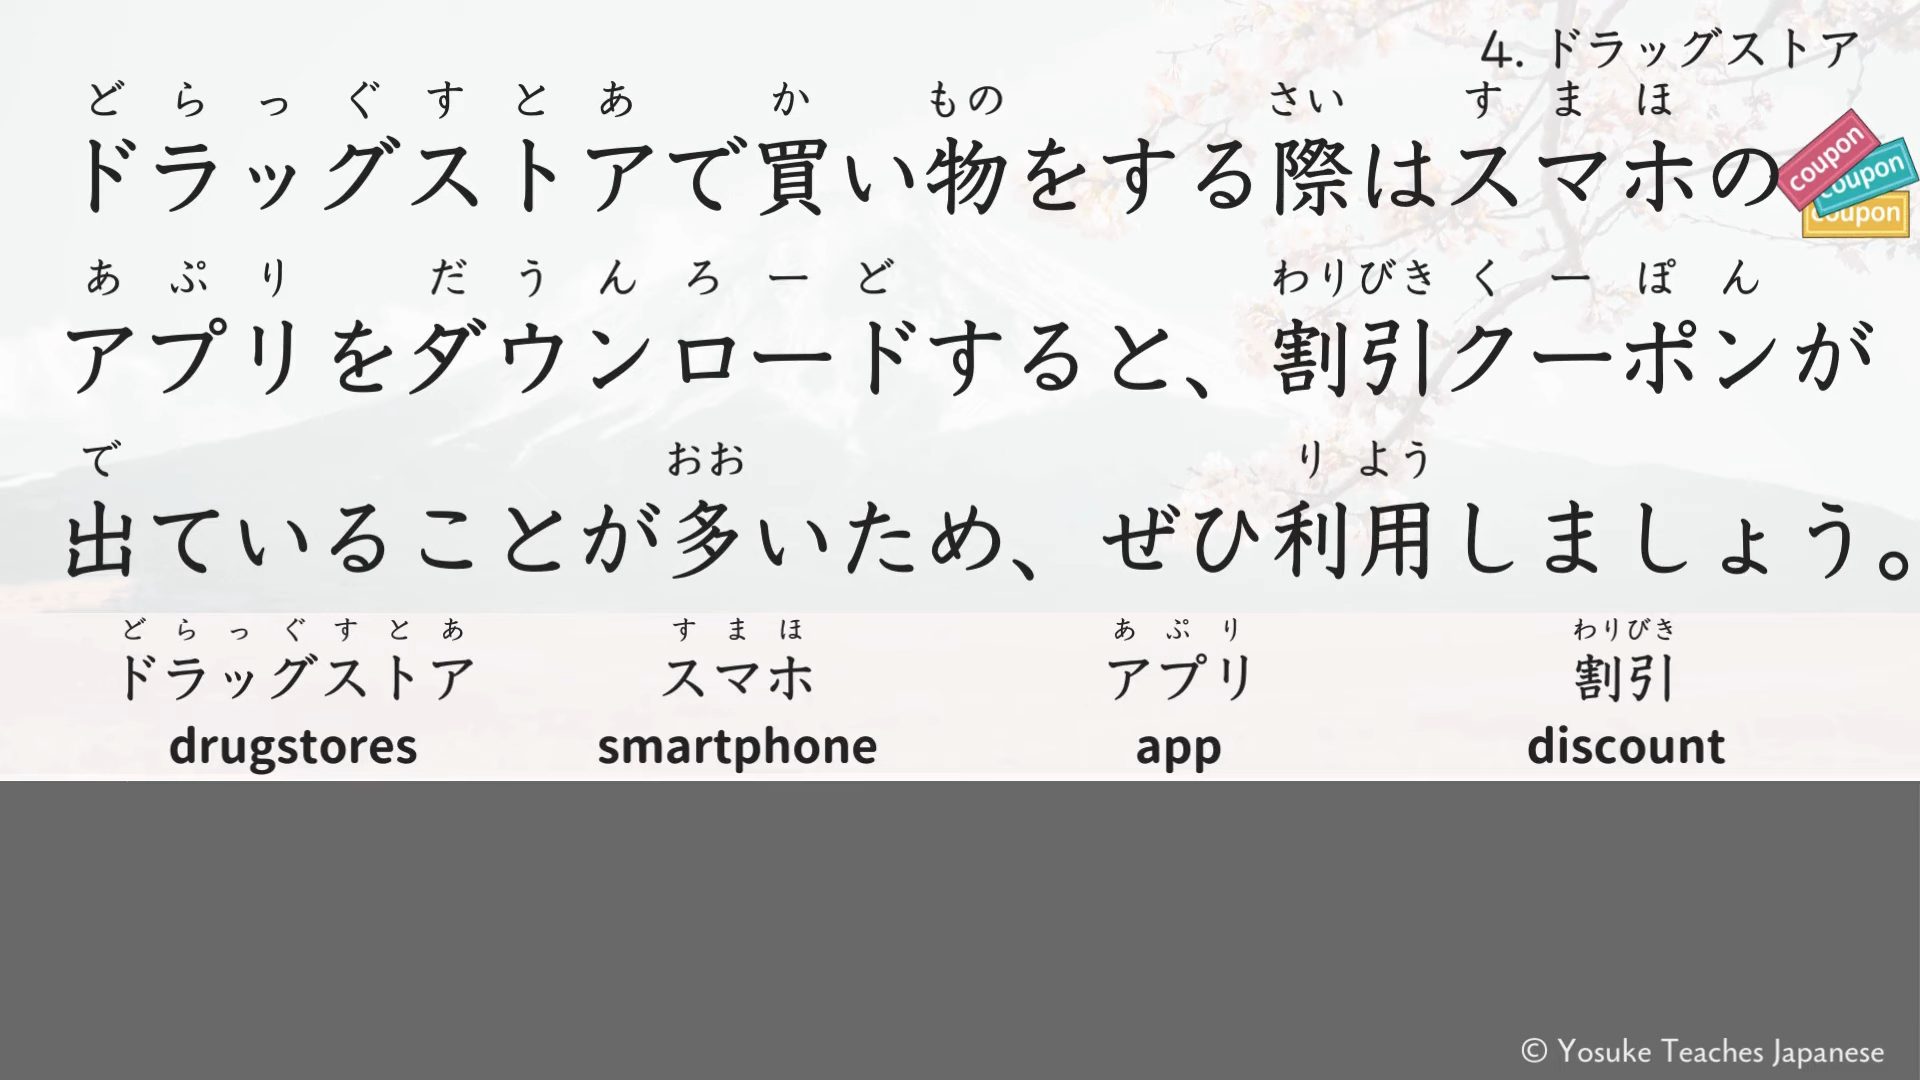 4. ドラッグストア
ど ら っ ぐ す と あ か もの さい す ま ほ
ドラッグストアで買い物をする際はスマホの
coupon
coupon
coupon
あ ぷ り だ う ん ろ ー ど わりびき く ー ぽ ん
アプリをダウンロードすると、割引クーポンが
で おお り よう
出ていることが多いため、ぜひ利用しましょう。
ど ら っ ぐ す と あ す ま ほ あ ぷ り わりびき
ドラッグストア スマホ アプリ 割引
drugstores smartphone app discount
© Yosuke Teaches Japanese